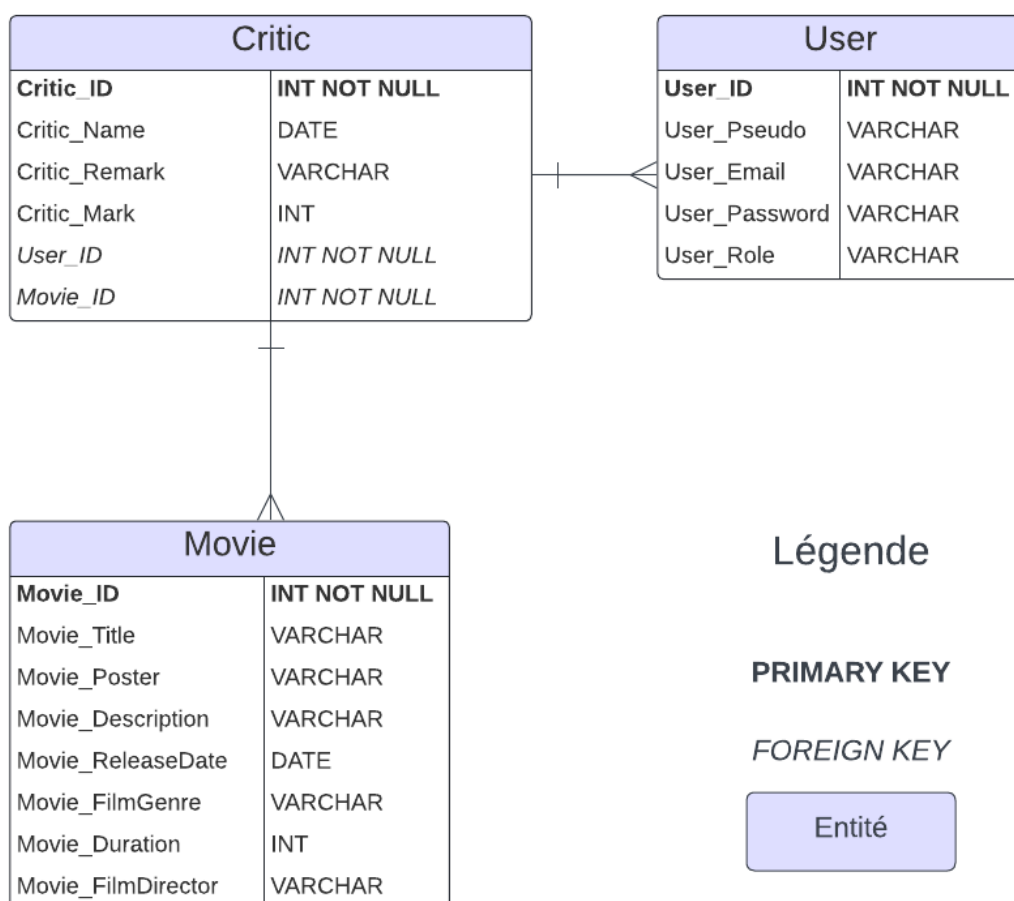 Critic
Critic_ID INT NOT NULL
Critic_Name DATE
Critic_Remark VARCHAR
Critic_Mark INT
User_ID INT NOT NULL
Movie_ID INT NOT NULL
User
User_ID INT NOT NULL
User_Pseudo VARCHAR
User_Email VARCHAR
User_Password VARCHAR
User_Role VARCHAR
Movie
Movie_ID INT NOT NULL
Movie_Title VARCHAR
Movie_Poster VARCHAR
Movie_Description VARCHAR
Movie_ReleaseDate DATE
Movie_FilmGenre VARCHAR
Movie_Duration INT
Movie_FilmDirector VARCHAR
Légende
PRIMARY KEY
FOREIGN KEY
Entité